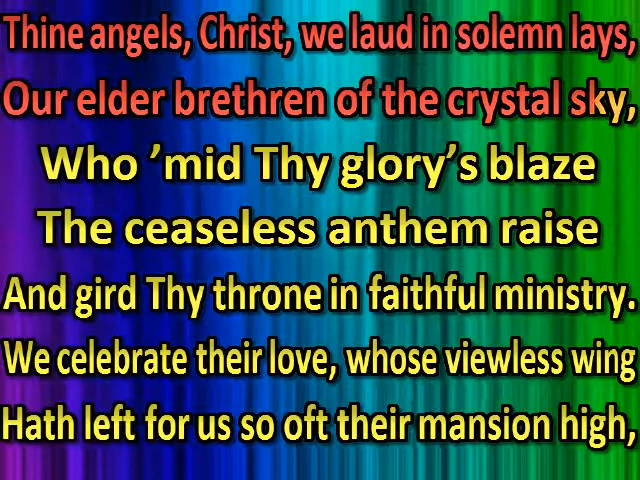 Thine angels, Christ, we laud in solemn lays,
Our elder brethren of the crystal sky,
Who ’mid Thy glory’s blaze
The ceaseless anthem raise
And gird Thy throne in faithful ministry.
We celebrate their love, whose viewless wing
Hath left for us so oft their mansion high,